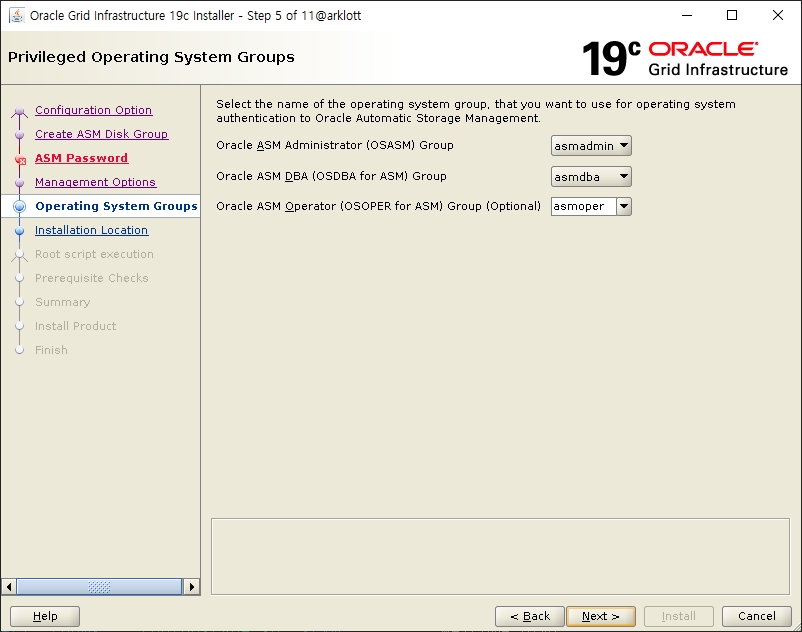 Oracle Grid Infrastructure 19c Installer - Step 5 of 11@arklott
Privileged Operating System Groups
19c ORACLE
Grid Infrastructure
Configuration Option
Create ASM Disk Group
ASM Password
Management Options
Operating System Groups
Installation Location
Root script execution
Prerequisite Checks
Summary
Install Product
Finish
Select the name of the operating system group, that you want to use for operating system
authentication to Oracle Automatic Storage Management.
Oracle ASM Administrator (OSASM) Group asmadmin
Oracle ASM DBA (OSDBA for ASM) Group asmdba
Oracle ASM Operator (OSOPER for ASM) Group (Optional) asmoper
Help < Back Next > Install Cancel